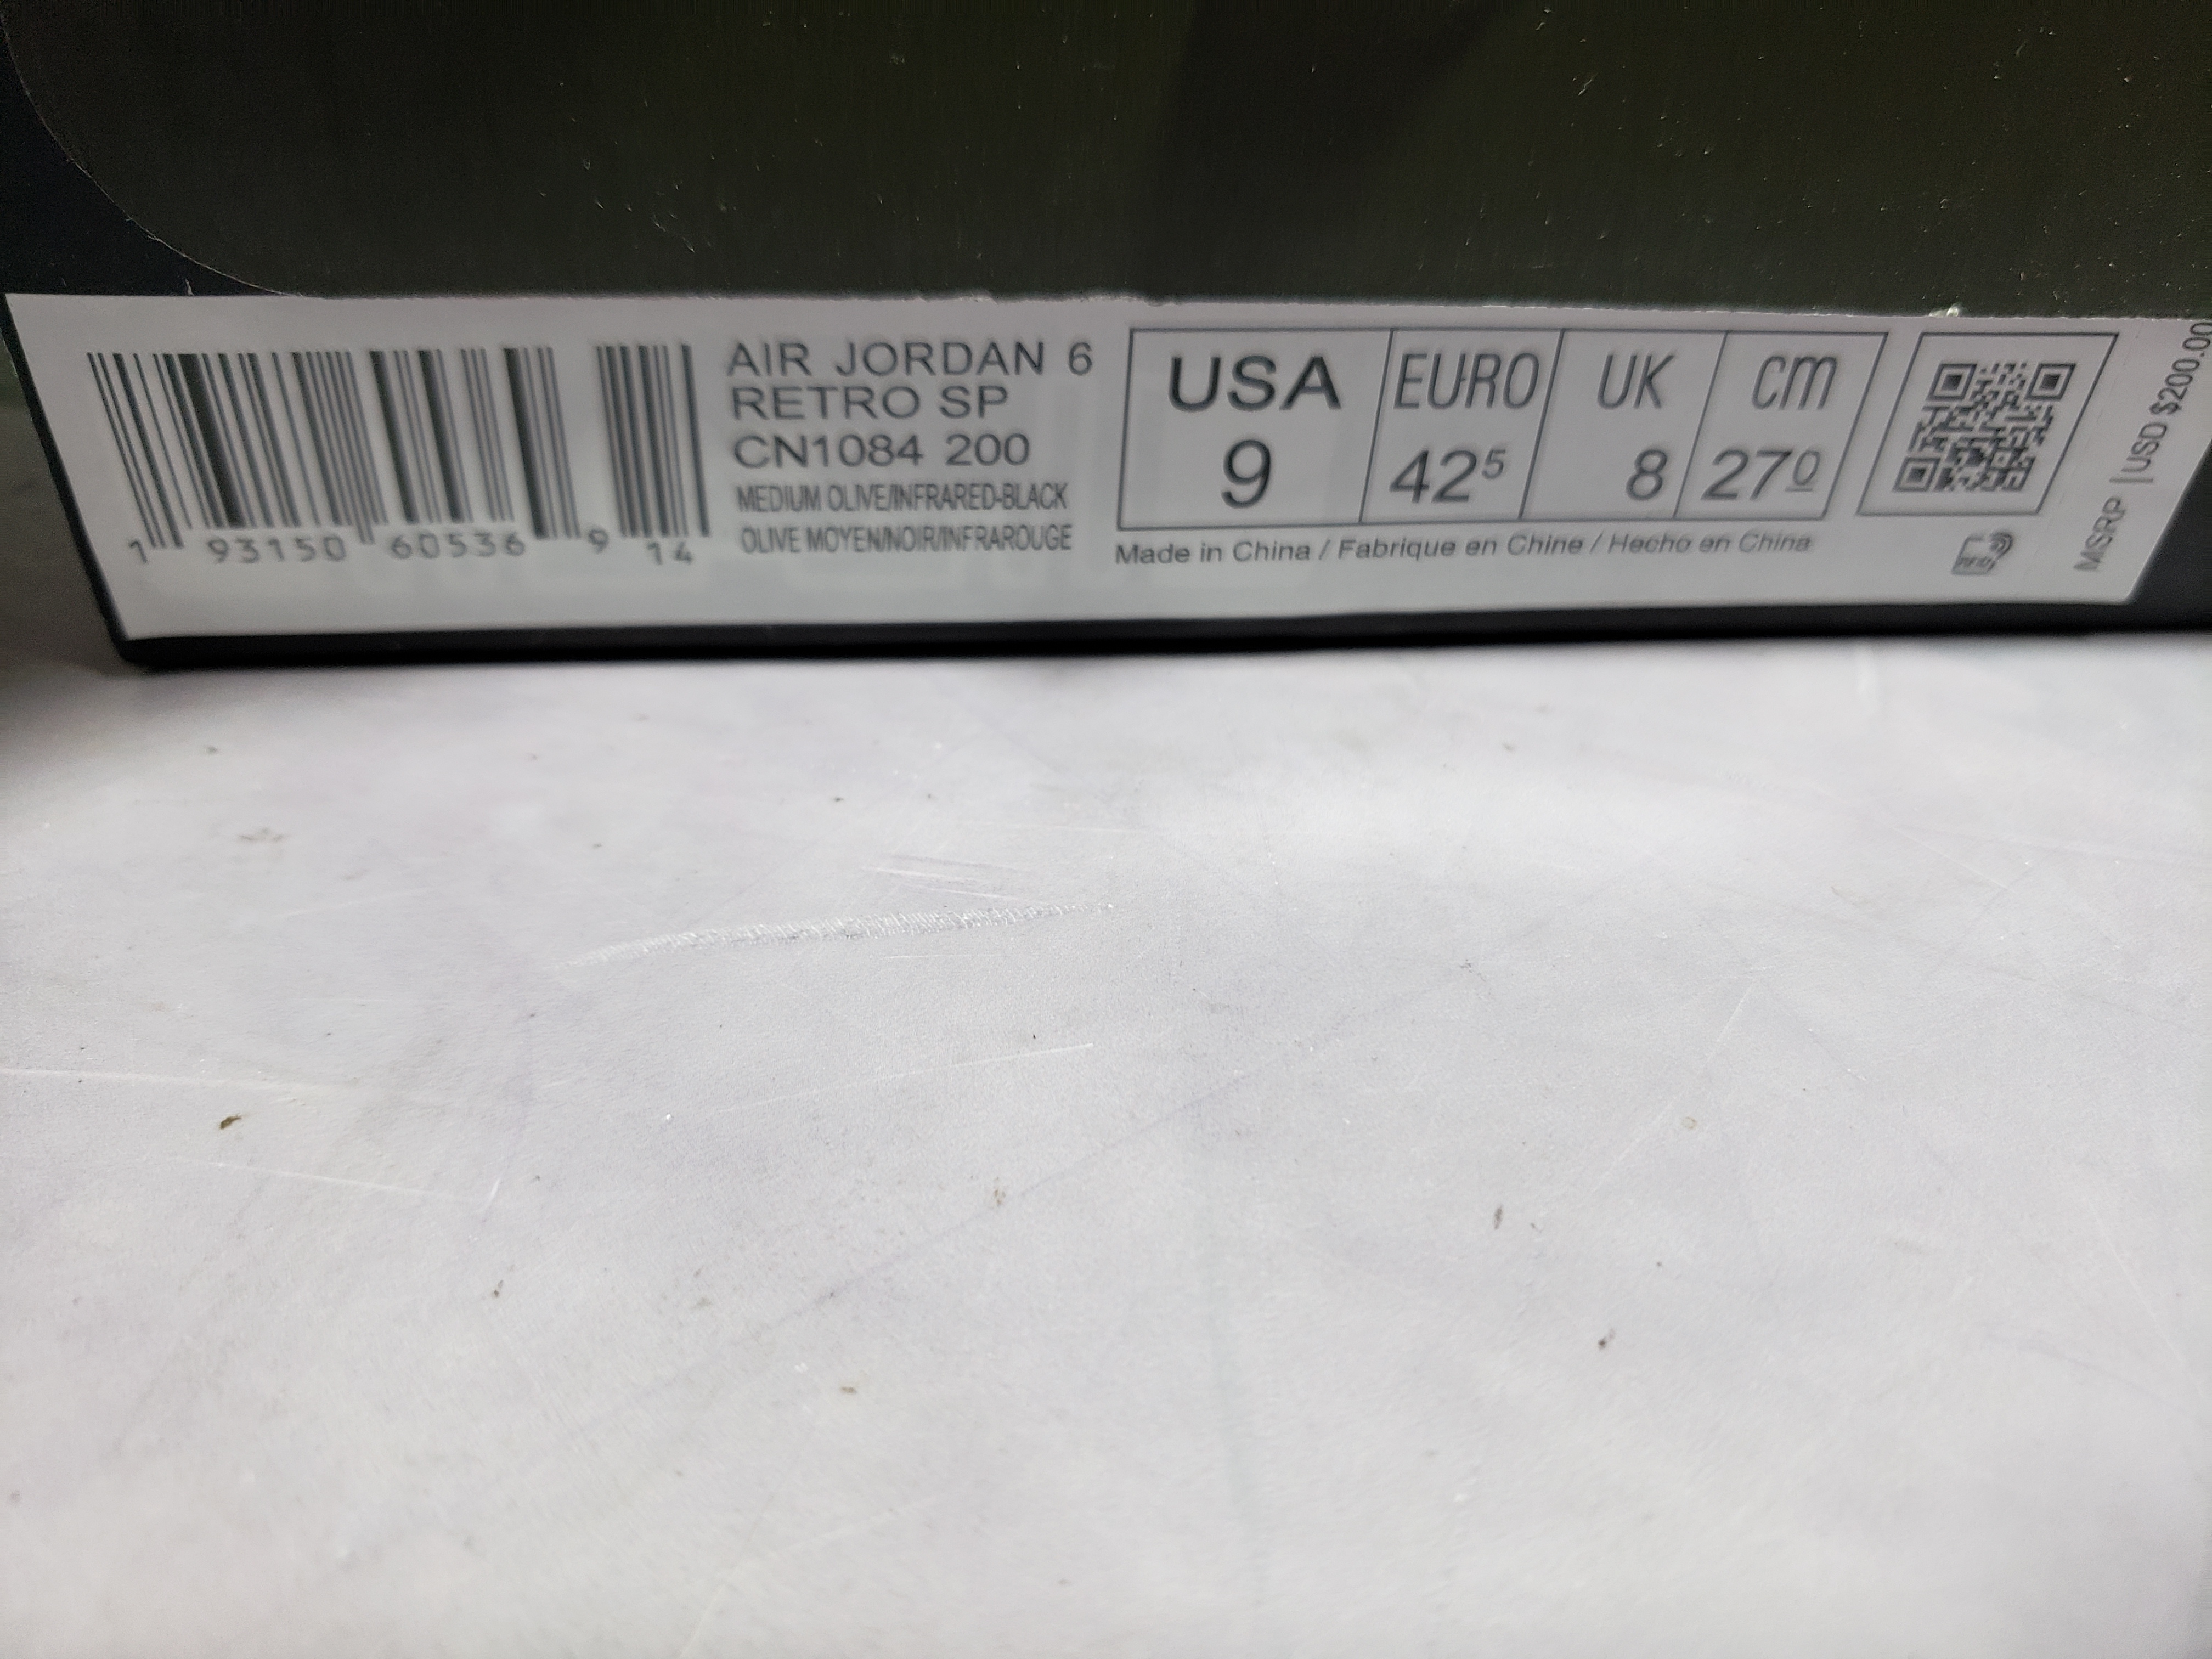 1 93150 60536 9 14
AIR JORDAN 6
RETRO SP
CN1084 200
MEDIUM OLIVE/INFRARED-BLACK
OLIVE MOYEN/NOIR/INFRAROUGE
USA EURO UK CM
9 42⁵ 8 27⁰
Made in China / Fabrique en Chine / Hecho en China
RFID
MSRP |USD $200.00